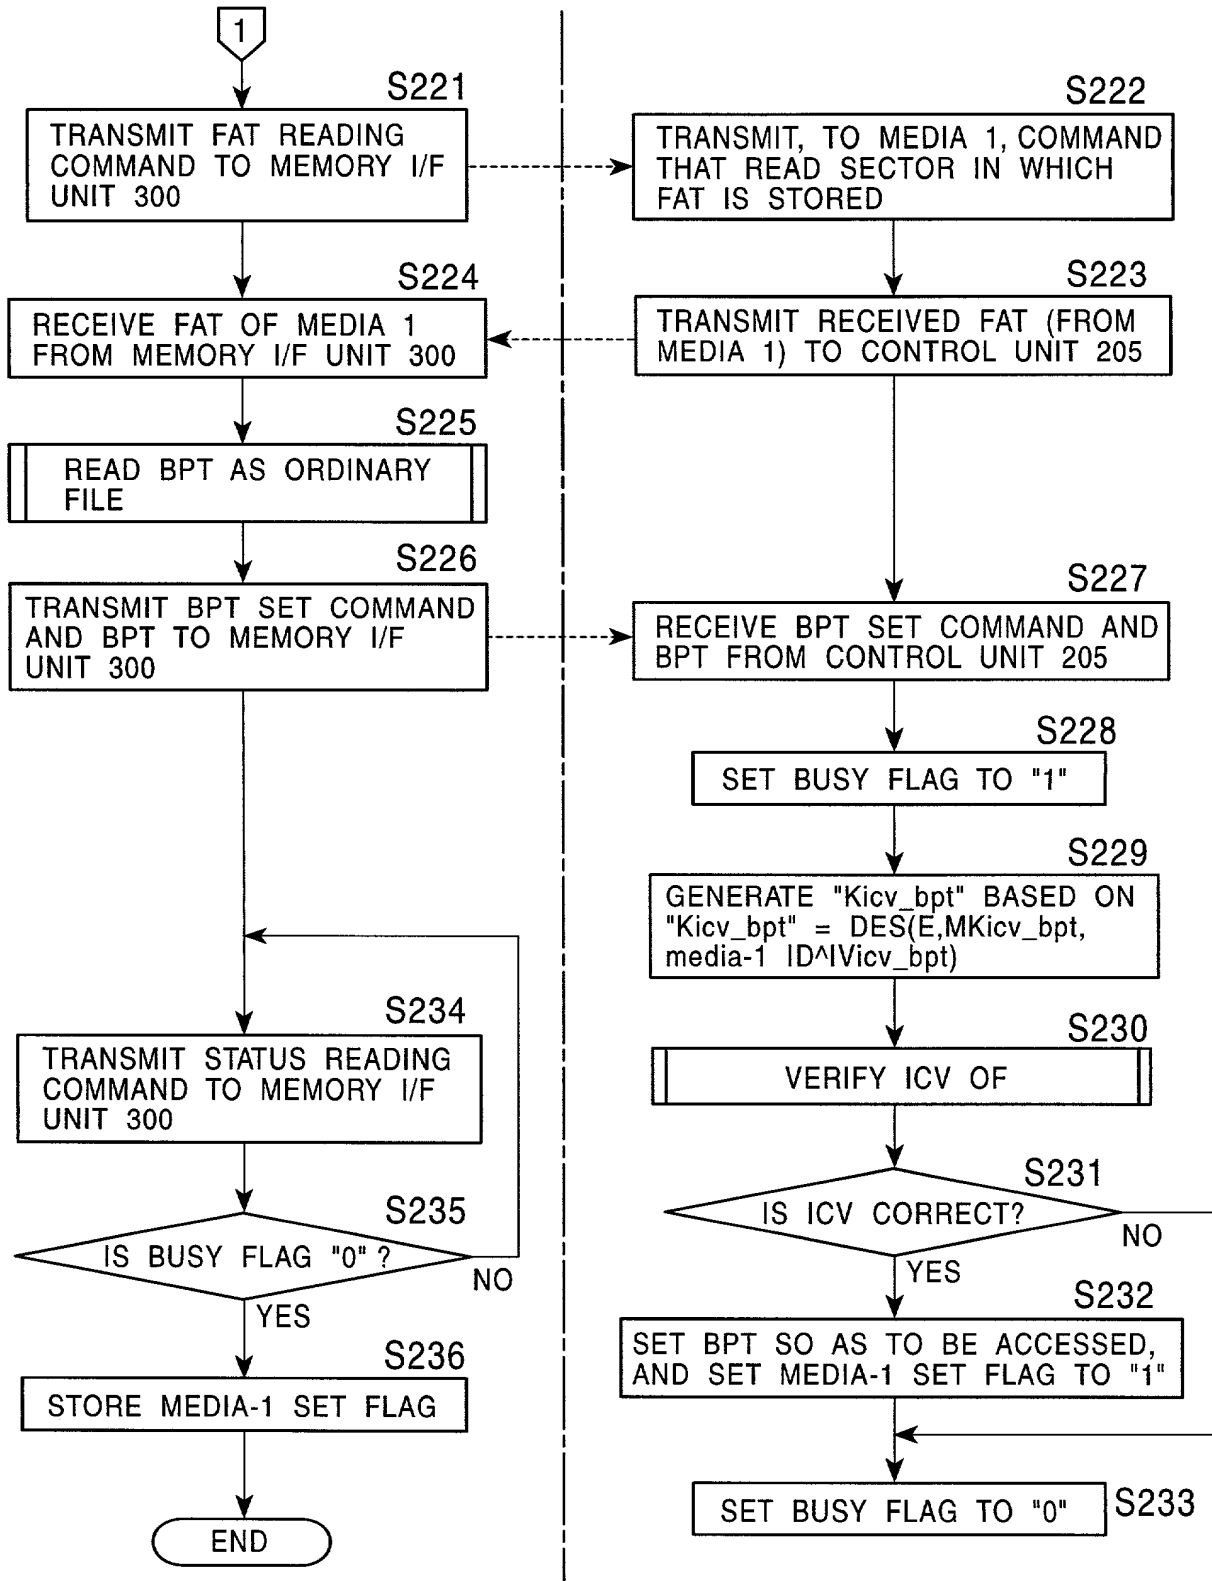 1
S221
TRANSMIT FAT READING
COMMAND TO MEMORY I/F
UNIT 300
S222
TRANSMIT, TO MEDIA 1, COMMAND
THAT READ SECTOR IN WHICH
FAT IS STORED
S224
RECEIVE FAT OF MEDIA 1
FROM MEMORY I/F UNIT 300
S223
TRANSMIT RECEIVED FAT (FROM
MEDIA 1) TO CONTROL UNIT 205
S225
READ BPT AS ORDINARY
FILE
S226
TRANSMIT BPT SET COMMAND
AND BPT TO MEMORY I/F
UNIT 300
S227
RECEIVE BPT SET COMMAND AND
BPT FROM CONTROL UNIT 205
S228
SET BUSY FLAG TO "1"
S229
GENERATE "Kicv_bpt" BASED ON
"Kicv_bpt" = DES(E,MKicv_bpt,
media-1 ID^IVicv_bpt)
S234
TRANSMIT STATUS READING
COMMAND TO MEMORY I/F
UNIT 300
S230
VERIFY ICV OF
S231
IS ICV CORRECT?
NO
YES
S235
IS BUSY FLAG "0" ?
NO
YES
S232
SET BPT SO AS TO BE ACCESSED,
AND SET MEDIA-1 SET FLAG TO "1"
S236
STORE MEDIA-1 SET FLAG
S233
SET BUSY FLAG TO "0"
END